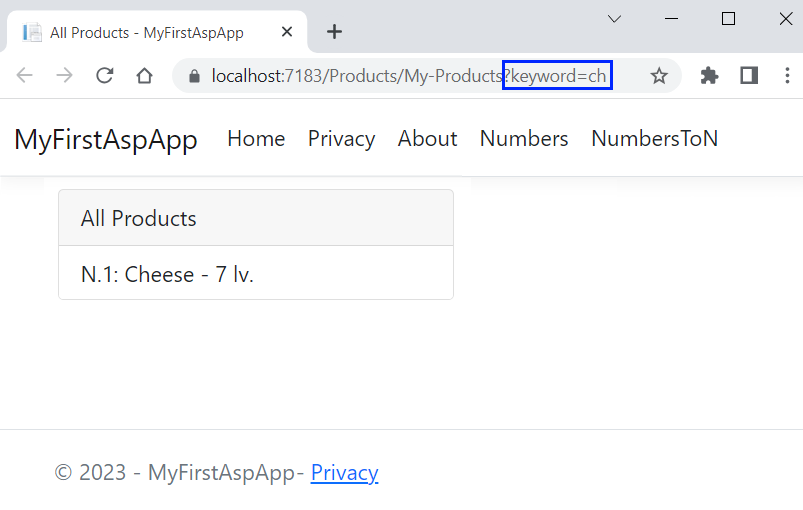 All Products - MyFirstAspApp
localhost:7183/Products/My-Products?keyword=ch
MyFirstAspApp Home Privacy About Numbers NumbersToN
All Products
N.1: Cheese - 7 lv.
© 2023 - MyFirstAspApp- Privacy